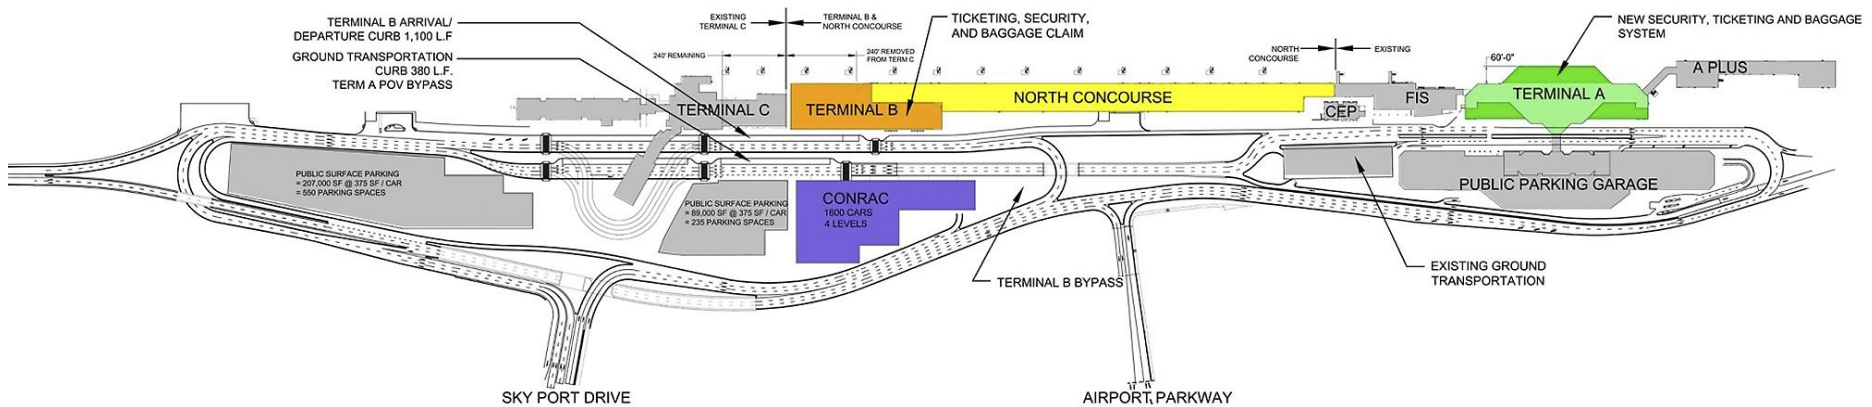 TERMINAL B ARRIVAL/
DEPARTURE CURB 1,100 L.F
GROUND TRANSPORTATION
CURB 380 L.F.
TERM A POV BYPASS
EXISTING
TERMINAL C
TERMINAL B &
NORTH CONCOURSE
240' REMAINING
240' REMOVED
FROM TERM C
TICKETING, SECURITY,
AND BAGGAGE CLAIM
NORTH
CONCOURSE
EXISTING
60'-0"
NEW SECURITY, TICKETING AND BAGGAGE
SYSTEM
TERMINAL C
TERMINAL B
NORTH CONCOURSE
CEP
FIS
TERMINAL A
A PLUS
PUBLIC SURFACE PARKING
= 207,000 SF @ 375 SF / CAR
= 550 PARKING SPACES
PUBLIC SURFACE PARKING
= 89,000 SF @ 375 SF / CAR
= 235 PARKING SPACES
CONRAC
1600 CARS
4 LEVELS
PUBLIC PARKING GARAGE
TERMINAL B BYPASS
EXISTING GROUND
TRANSPORTATION
SKY PORT DRIVE
AIRPORT PARKWAY